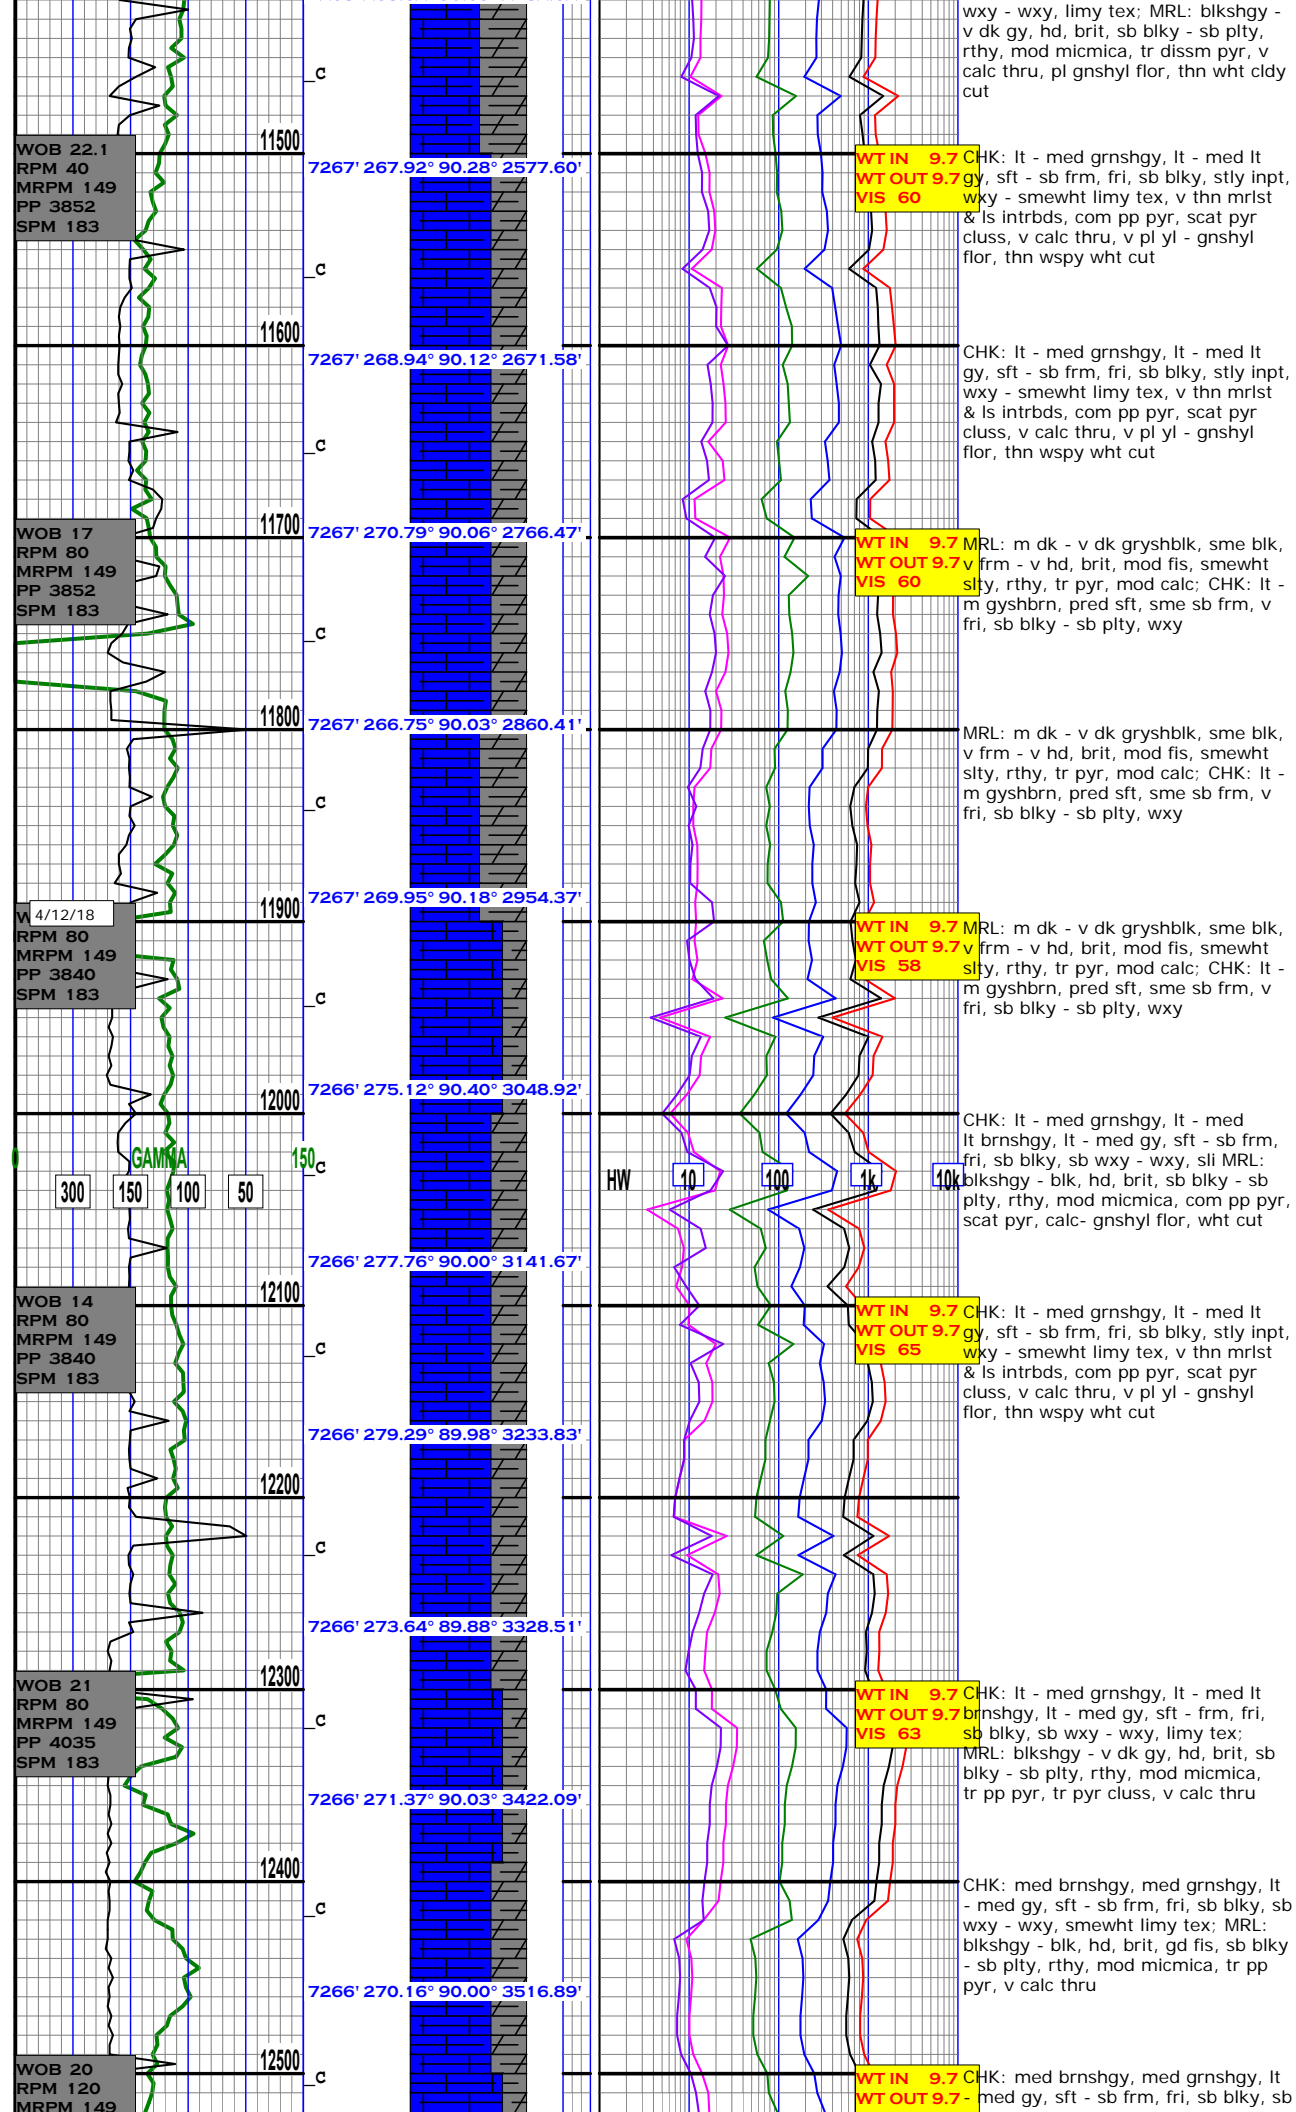 wxy - wxy, limy tex; MRL: blkshgy -
v dk gy, hd, brit, sb blky - sb plty,
rthy, mod micmica, tr dissm pyr, v
calc thru, pl gnshyl flor, thn wht cldy
cut
C
11500
WOB 22.1
RPM 40
MRPM 149
PP 3852
SPM 183
7267' 267.92° 90.28° 2577.60'
WT IN 9.7
WT OUT 9.7
VIS 60
CHK: lt - med grnshgy, lt - med lt
gy, sft - sb frm, fri, sb blky, stly inpt,
wxy - smewht limy tex, v thn mrlst
& ls intrbds, com pp pyr, scat pyr
cluss, v calc thru, v pl yl - gnshyl
flor, thn wspy wht cut
C
11600
7267' 268.94° 90.12° 2671.58'
CHK: lt - med grnshgy, lt - med lt
gy, sft - sb frm, fri, sb blky, stly inpt,
wxy - smewht limy tex, v thn mrlst
& ls intrbds, com pp pyr, scat pyr
cluss, v calc thru, v pl yl - gnshyl
flor, thn wspy wht cut
C
11700
WOB 17
RPM 80
MRPM 149
PP 3852
SPM 183
7267' 270.79° 90.06° 2766.47'
WT IN 9.7
WT OUT 9.7
VIS 60
MRL: m dk - v dk gryshblk, sme blk,
v frm - v hd, brit, mod fis, smewht
slty, rthy, tr pyr, mod calc; CHK: lt -
m gyshbrn, pred sft, sme sb frm, v
fri, sb blky - sb plty, wxy
C
11800
7267' 266.75° 90.03° 2860.41'
MRL: m dk - v dk gryshblk, sme blk,
v frm - v hd, brit, mod fis, smewht
slty, rthy, tr pyr, mod calc; CHK: lt -
m gyshbrn, pred sft, sme sb frm, v
fri, sb blky - sb plty, wxy
C
11900
4/12/18
RPM 80
MRPM 149
PP 3840
SPM 183
7267' 269.95° 90.18° 2954.37'
WT IN 9.7
WT OUT 9.7
VIS 58
MRL: m dk - v dk gryshblk, sme blk,
v frm - v hd, brit, mod fis, smewht
slty, rthy, tr pyr, mod calc; CHK: lt -
m gyshbrn, pred sft, sme sb frm, v
fri, sb blky - sb plty, wxy
C
12000
7266' 275.12° 90.40° 3048.92'
CHK: lt - med grnshgy, lt - med
lt brnshgy, lt - med gy, sft - sb frm,
fri, sb blky, sb wxy - wxy, sli MRL:
blkshgy - blk, hd, brit, sb blky - sb
plty, rthy, mod micmica, com pp pyr,
scat pyr, calc- gnshyl flor, wht cut
0 GAMMA 150
C
300 150 100 50
HW 10 100 1k 10k
7266' 277.76° 90.00° 3141.67'
12100
WOB 14
RPM 80
MRPM 149
PP 3840
SPM 183
WT IN 9.7
WT OUT 9.7
VIS 65
CHK: lt - med grnshgy, lt - med lt
gy, sft - sb frm, fri, sb blky, stly inpt,
wxy - smewht limy tex, v thn mrlst
& ls intrbds, com pp pyr, scat pyr
cluss, v calc thru, v pl yl - gnshyl
flor, thn wspy wht cut
C
7266' 279.29° 89.98° 3233.83'
12200
C
7266' 273.64° 89.88° 3328.51'
12300
WOB 21
RPM 80
MRPM 149
PP 4035
SPM 183
WT IN 9.7
WT OUT 9.7
VIS 63
CHK: lt - med grnshgy, lt - med lt
brnshgy, lt - med gy, sft - frm, fri,
sb blky, sb wxy - wxy, limy tex;
MRL: blkshgy - v dk gy, hd, brit, sb
blky - sb plty, rthy, mod micmica,
tr pp pyr, tr pyr cluss, v calc thru
C
7266' 271.37° 90.03° 3422.09'
12400
CHK: med brnshgy, med grnshgy, lt
- med gy, sft - sb frm, fri, sb blky, sb
wxy - wxy, smewht limy tex; MRL:
blkshgy - blk, hd, brit, gd fis, sb blky
- sb plty, rthy, mod micmica, tr pp
pyr, v calc thru
C
7266' 270.16° 90.00° 3516.89'
12500
WOB 20
RPM 120
MRPM 149
C
WT IN 9.7
WT OUT 9.7
CHK: med brnshgy, med grnshgy, lt
- med gy, sft - sb frm, fri, sb blky, sb